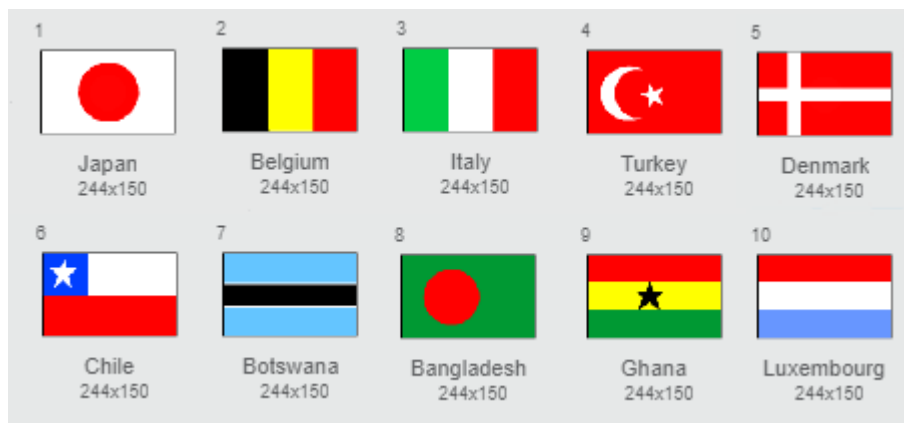 1 2 3 4 5
Japan Belgium Italy Turkey Denmark
244x150 244x150 244x150 244x150 244x150
6 7 8 9 10
Chile Botswana Bangladesh Ghana Luxembourg
244x150 244x150 244x150 244x150 244x150